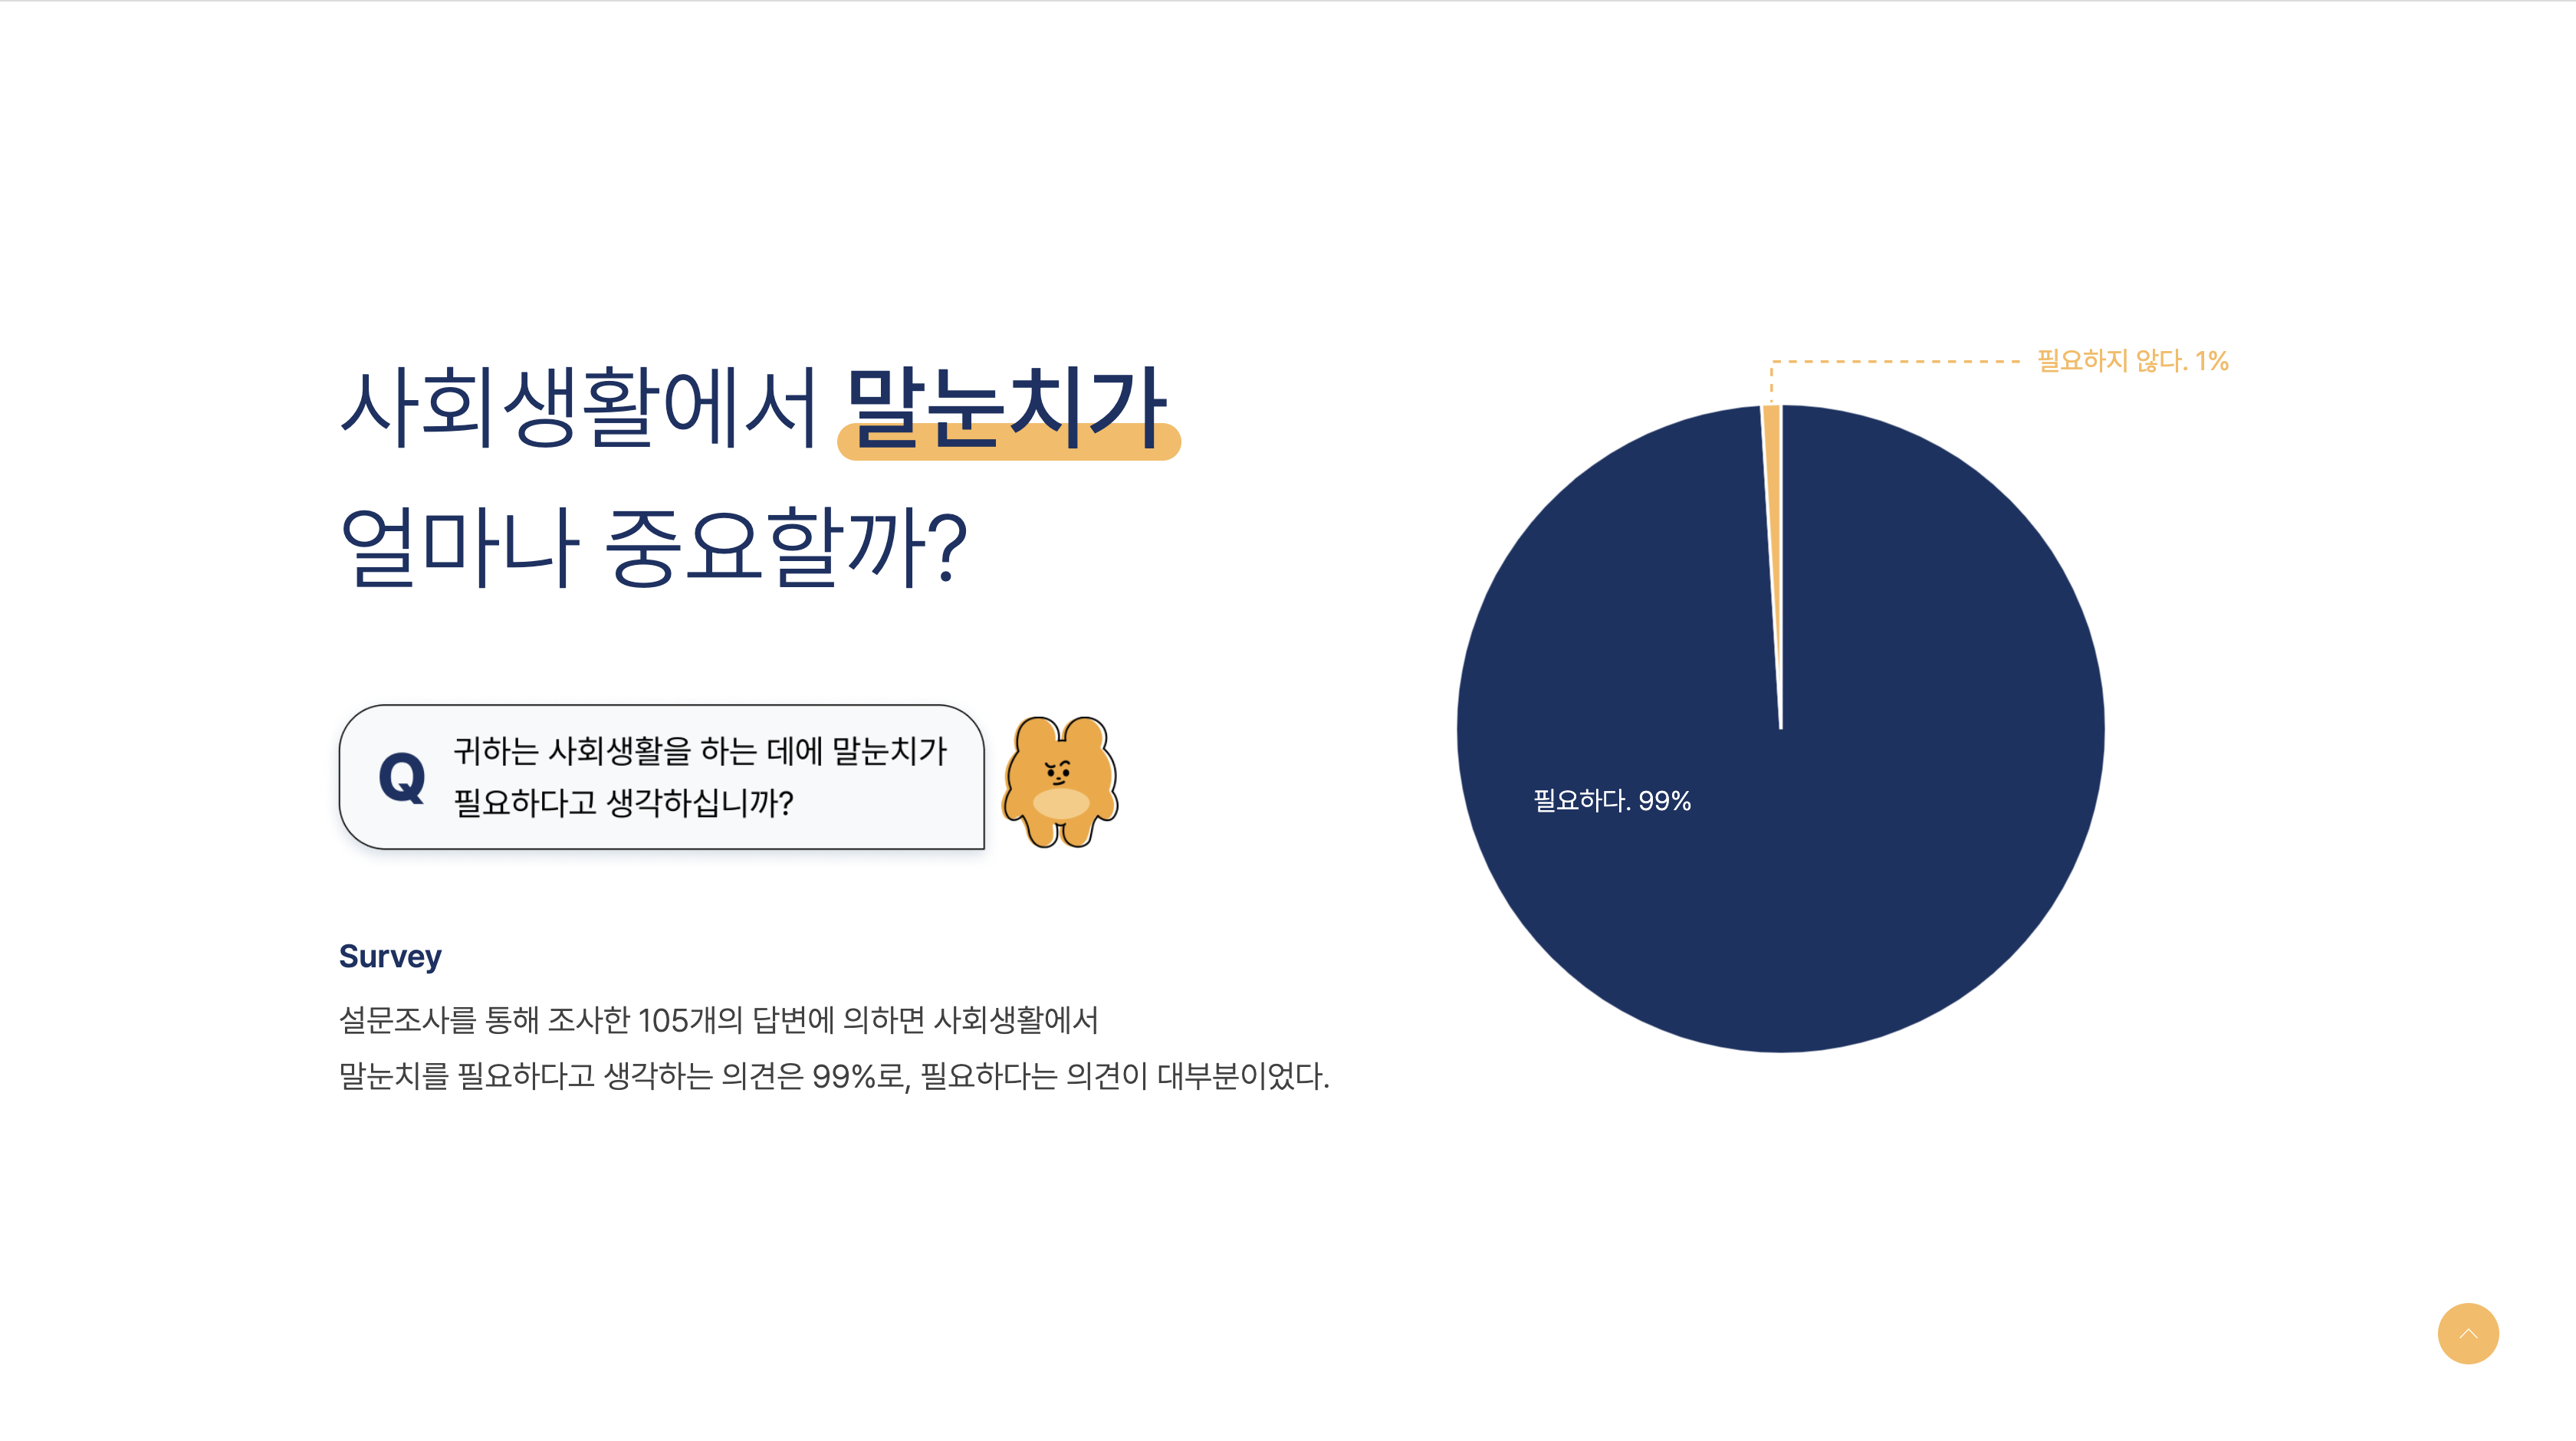 사회생활에서 말눈치가
얼마나 중요할까?
Q
귀하는 사회생활을 하는 데에 말눈치가
필요하다고 생각하십니까?
Survey
설문조사를 통해 조사한 105개의 답변에 의하면 사회생활에서
말눈치를 필요하다고 생각하는 의견은 99%로, 필요하다는 의견이 대부분이었다.
필요하지 않다. 1%
필요하다. 99%